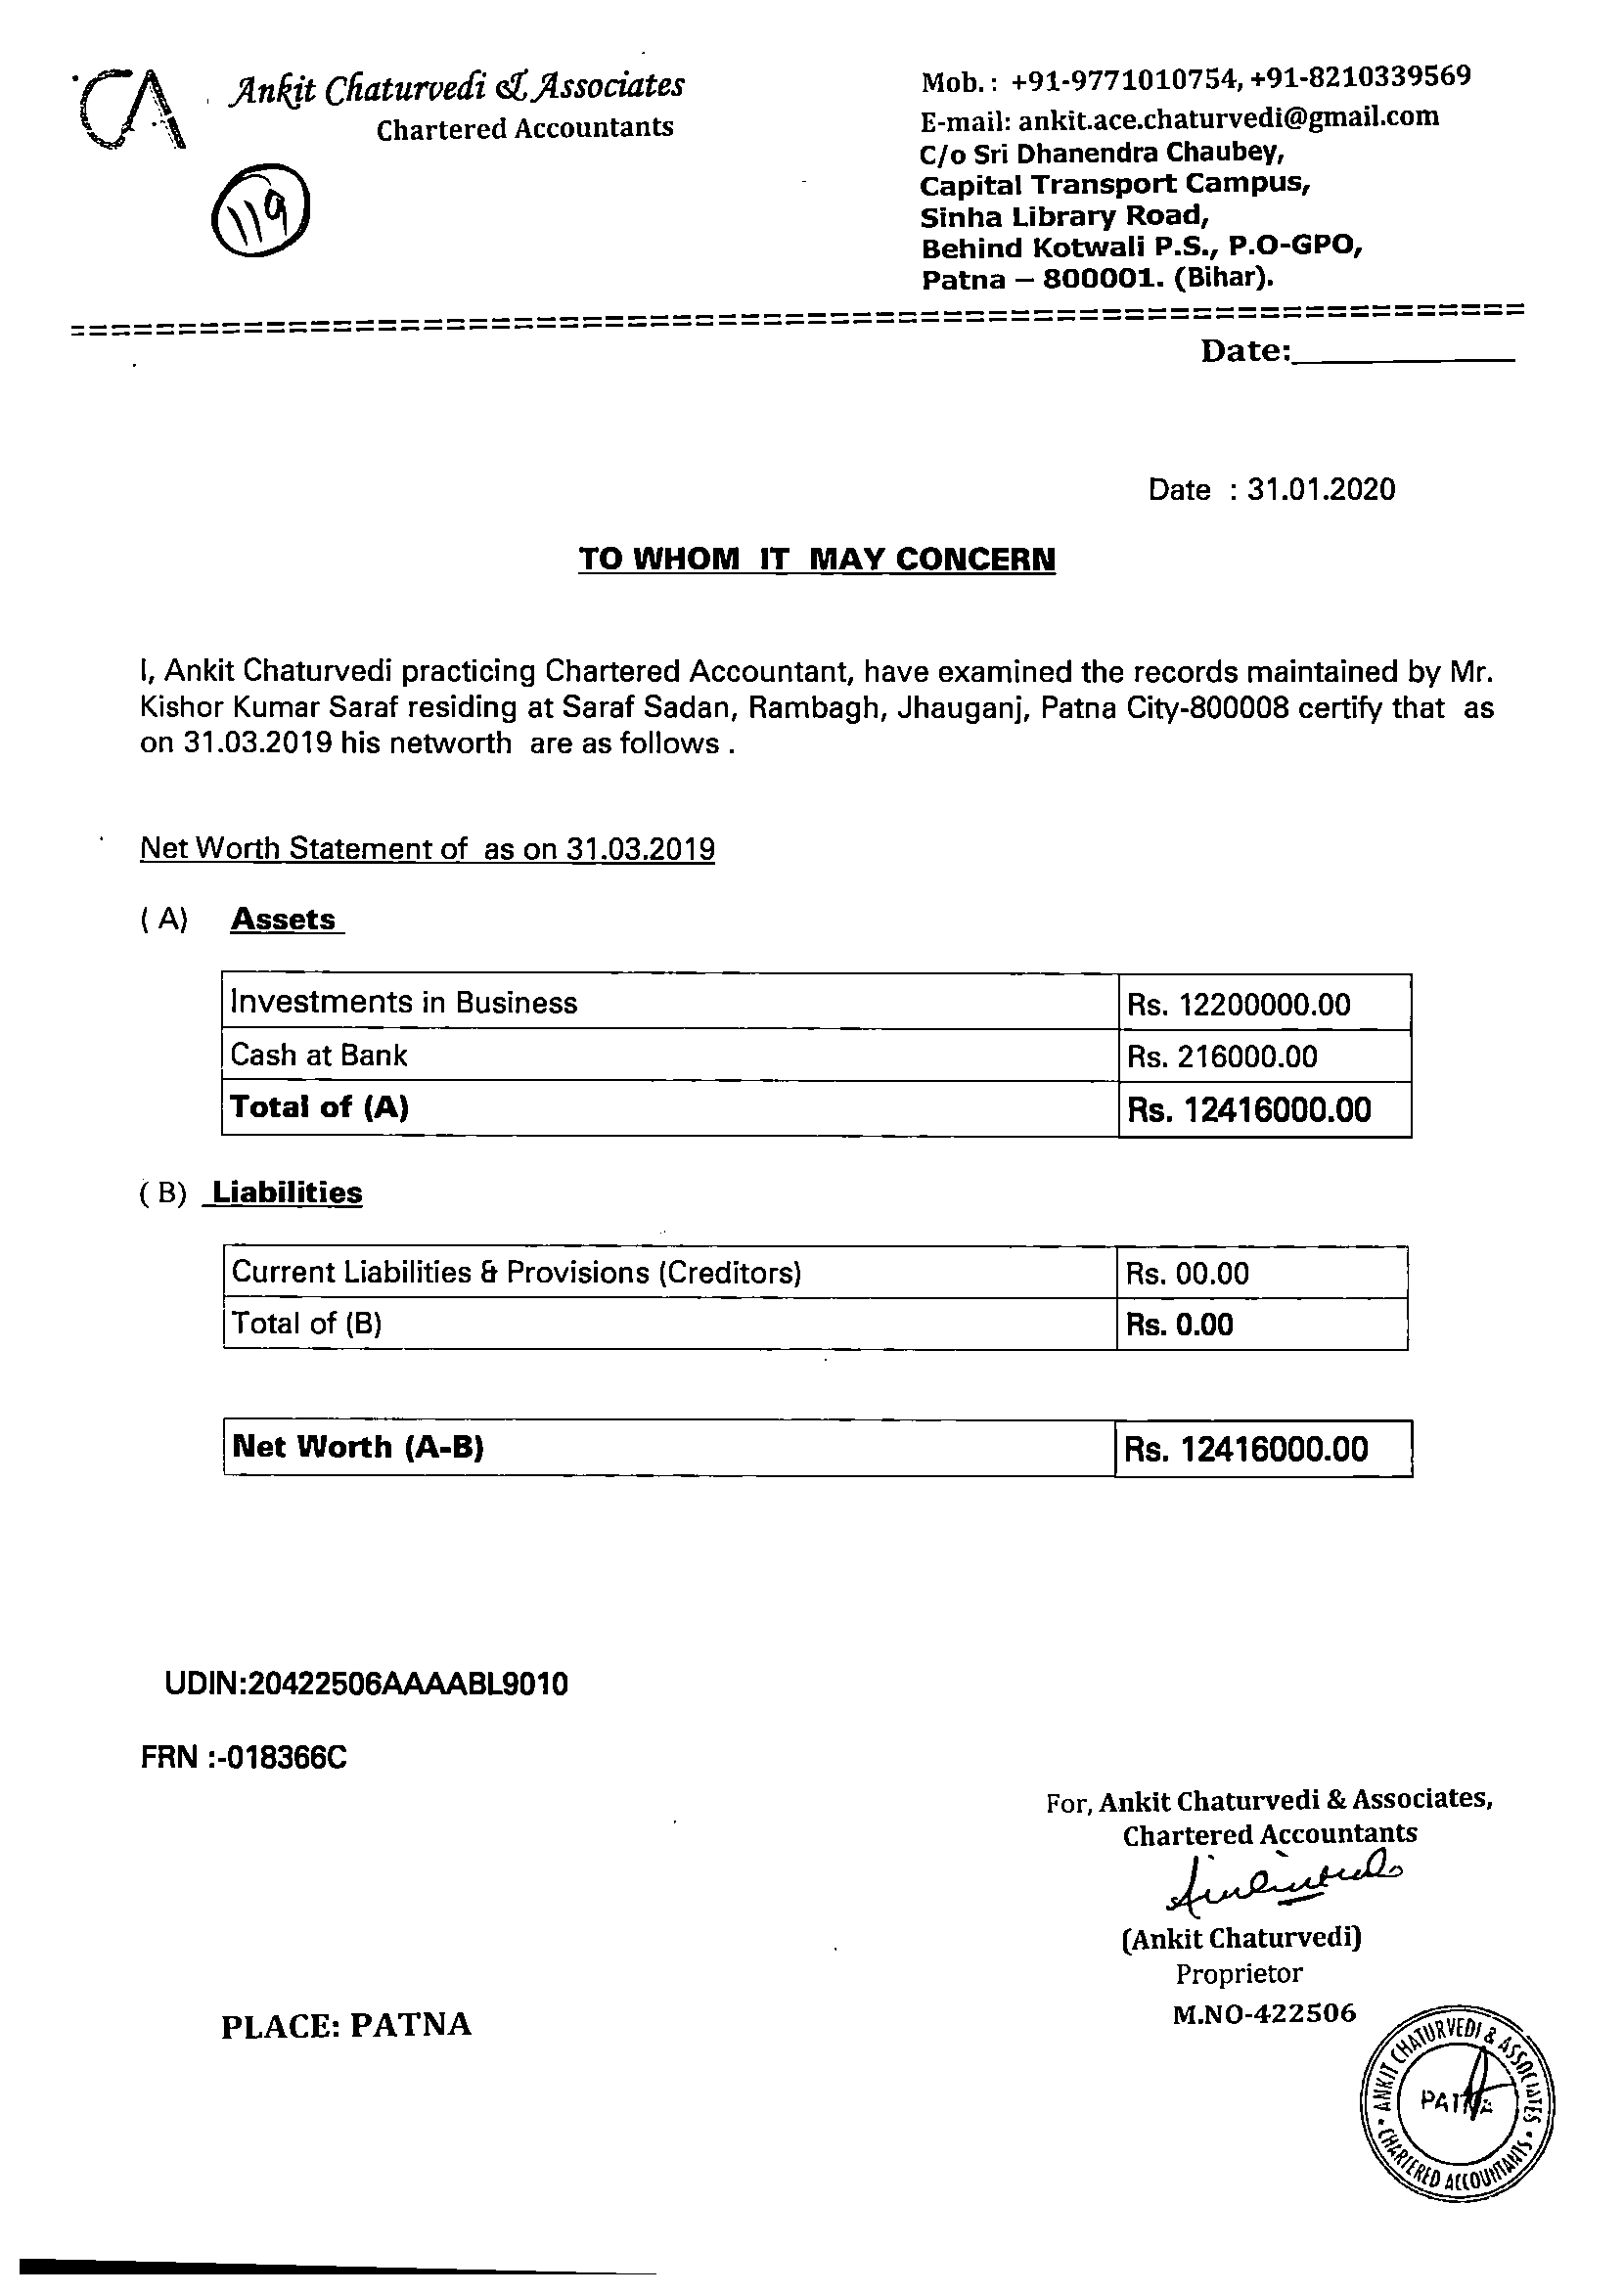 CA Ankit Chaturvedi & Associates
Chartered Accountants
119
Mob. : +91-9771010754, +91-8210339569
E-mail: ankit.ace.chaturvedi@gmail.com
C/o Sri Dhanendra Chaubey,
Capital Transport Campus,
Sinha Library Road,
Behind Kotwali P.S., P.O-GPO,
Patna – 800001. (Bihar).
Date:
Date : 31.01.2020
TO WHOM IT MAY CONCERN
I, Ankit Chaturvedi practicing Chartered Accountant, have examined the records maintained by Mr.
Kishor Kumar Saraf residing at Saraf Sadan, Rambagh, Jhauganj, Patna City-800008 certify that as
on 31.03.2019 his networth are as follows .
Net Worth Statement of as on 31.03.2019
( A) Assets
Investments in Business Rs. 12200000.00
Cash at Bank Rs. 216000.00
Total of (A) Rs. 12416000.00
( B) Liabilities
Current Liabilities & Provisions (Creditors) Rs. 00.00
Total of (B) Rs. 0.00
Net Worth (A-B) Rs. 12416000.00
UDIN:20422506AAAABL9010
FRN :-018366C
For, Ankit Chaturvedi & Associates,
Chartered Accountants
(Ankit Chaturvedi)
Proprietor
M.NO-422506
PLACE: PATNA
ANKIT CHATURVEDI & ASSOCIATES
PATNA
CHARTERED ACCOUNTANTS